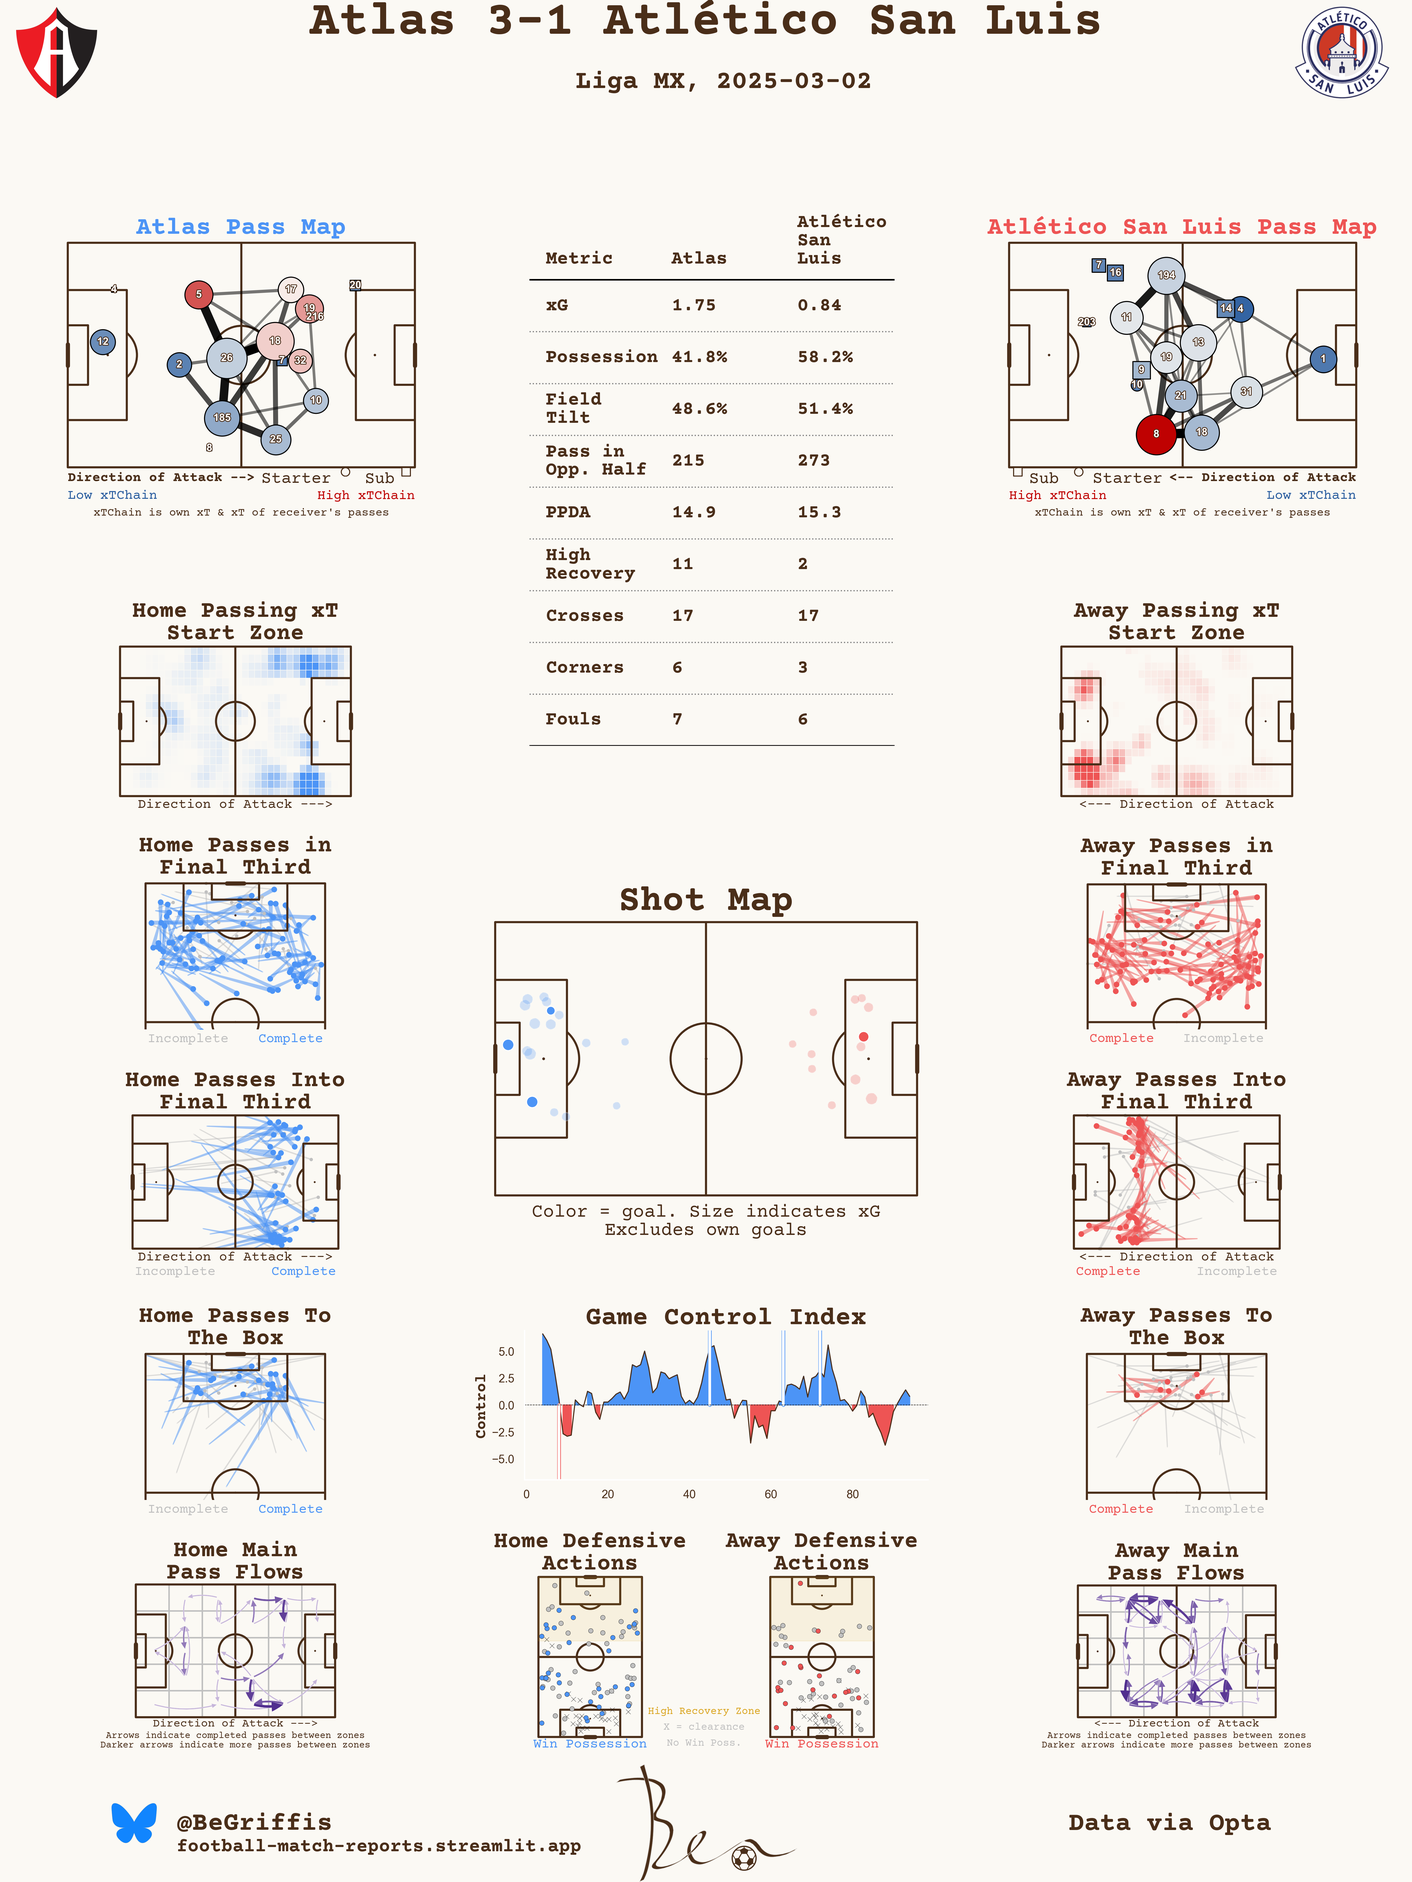 Atlas 3-1 Atlético San Luis
Liga MX, 2025-03-02
ATLÉTICO
SAN LUIS
Atlas Pass Map
4
5
17
20
19
216
12
18
26
7
32
2
10
185
25
8
Direction of Attack --> Starter Sub
Low xTChain High xTChain
xTChain is own xT & xT of receiver's passes
Metric Atlas Atlético San Luis
xG 1.75 0.84
Possession 41.8% 58.2%
Field Tilt 48.6% 51.4%
Pass in Opp. Half 215 273
PPDA 14.9 15.3
High Recovery 11 2
Crosses 17 17
Corners 6 3
Fouls 7 6
Atlético San Luis Pass Map
7
16
194
14
4
11
203
13
19
1
9
10
21
31
8
18
Sub Starter <-- Direction of Attack
High xTChain Low xTChain
xTChain is own xT & xT of receiver's passes
Home Passing xT
Start Zone
Direction of Attack --->
Away Passing xT
Start Zone
<--- Direction of Attack
Home Passes in
Final Third
Incomplete Complete
Away Passes in
Final Third
Complete Incomplete
Shot Map
Color = goal. Size indicates xG
Excludes own goals
Home Passes Into
Final Third
Direction of Attack --->
Incomplete Complete
Away Passes Into
Final Third
<--- Direction of Attack
Complete Incomplete
Home Passes To
The Box
Incomplete Complete
Game Control Index
Control
5.0
2.5
0.0
−2.5
−5.0
0 20 40 60 80
Away Passes To
The Box
Complete Incomplete
Home Main
Pass Flows
Direction of Attack --->
Arrows indicate completed passes between zones
Darker arrows indicate more passes between zones
Home Defensive
Actions
Win Possession
High Recovery Zone
X = clearance
No Win Poss.
Away Defensive
Actions
Win Possession
Away Main
Pass Flows
<--- Direction of Attack
Arrows indicate completed passes between zones
Darker arrows indicate more passes between zones
@BeGriffis
football-match-reports.streamlit.app
Ben
Data via Opta